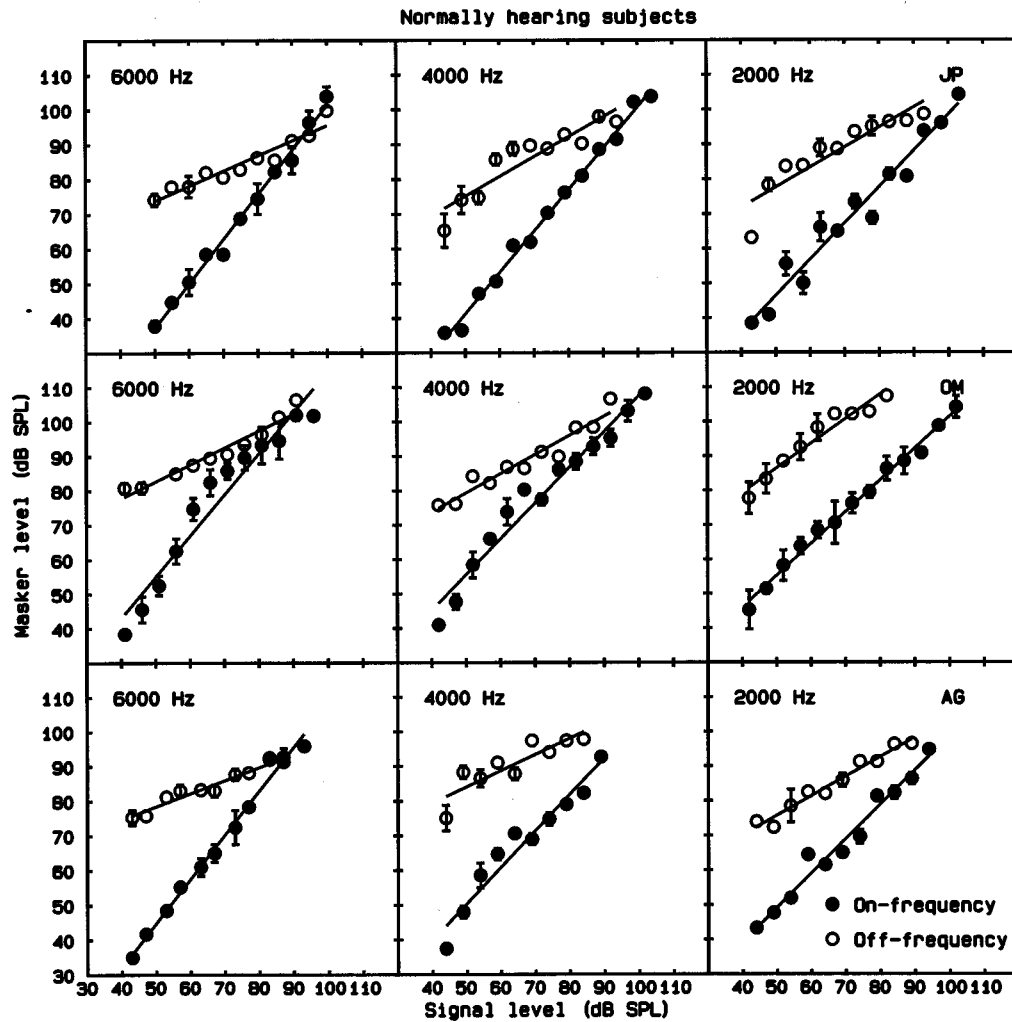 Normally hearing subjects
6000 Hz
4000 Hz
2000 Hz JP
110
100
90
80
70
60
50
40
6000 Hz
4000 Hz
2000 Hz OM
110
100
90
80
70
60
50
40
Masker level (dB SPL)
6000 Hz
4000 Hz
2000 Hz AG
110
100
90
80
70
60
50
40
30
On-frequency
Off-frequency
30 40 50 60 70 80 90 100 40 50 60 70 80 90 100 40 50 60 70 80 90 100 110
Signal level (dB SPL)